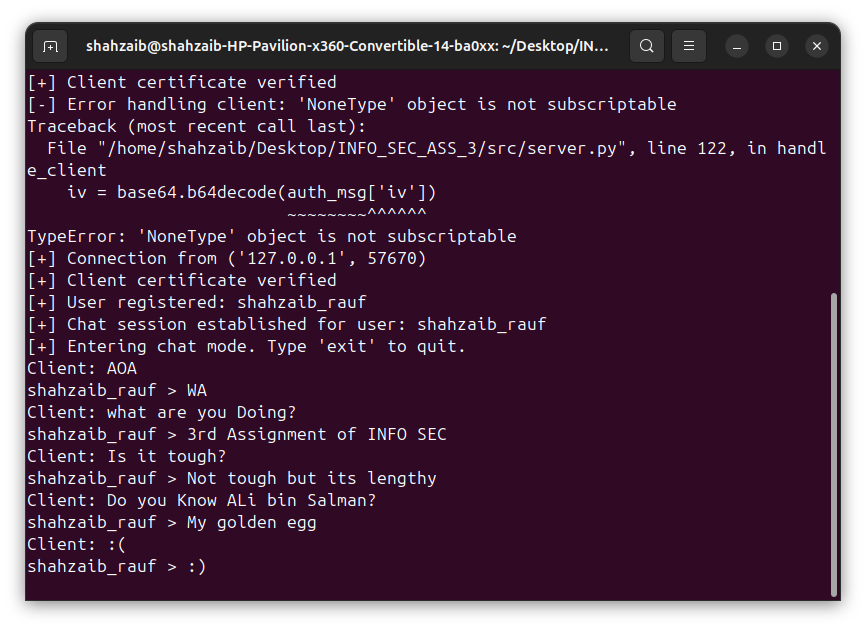 shahzaib@shahzaib-HP-Pavilion-x360-Convertible-14-ba0xx: ~/Desktop/IN...
[+] Client certificate verified
[-] Error handling client: 'NoneType' object is not subscriptable
Traceback (most recent call last):
  File "/home/shahzaib/Desktop/INFO_SEC_ASS_3/src/server.py", line 122, in handl
e_client
    iv = base64.b64decode(auth_msg['iv'])
                          ~~~~~~~~^^^^^^
TypeError: 'NoneType' object is not subscriptable
[+] Connection from ('127.0.0.1', 57670)
[+] Client certificate verified
[+] User registered: shahzaib_rauf
[+] Chat session established for user: shahzaib_rauf
[+] Entering chat mode. Type 'exit' to quit.
Client: AOA
shahzaib_rauf > WA
Client: what are you Doing?
shahzaib_rauf > 3rd Assignment of INFO SEC
Client: Is it tough?
shahzaib_rauf > Not tough but its lengthy
Client: Do you Know ALi bin Salman?
shahzaib_rauf > My golden egg
Client: :(
shahzaib_rauf > :)